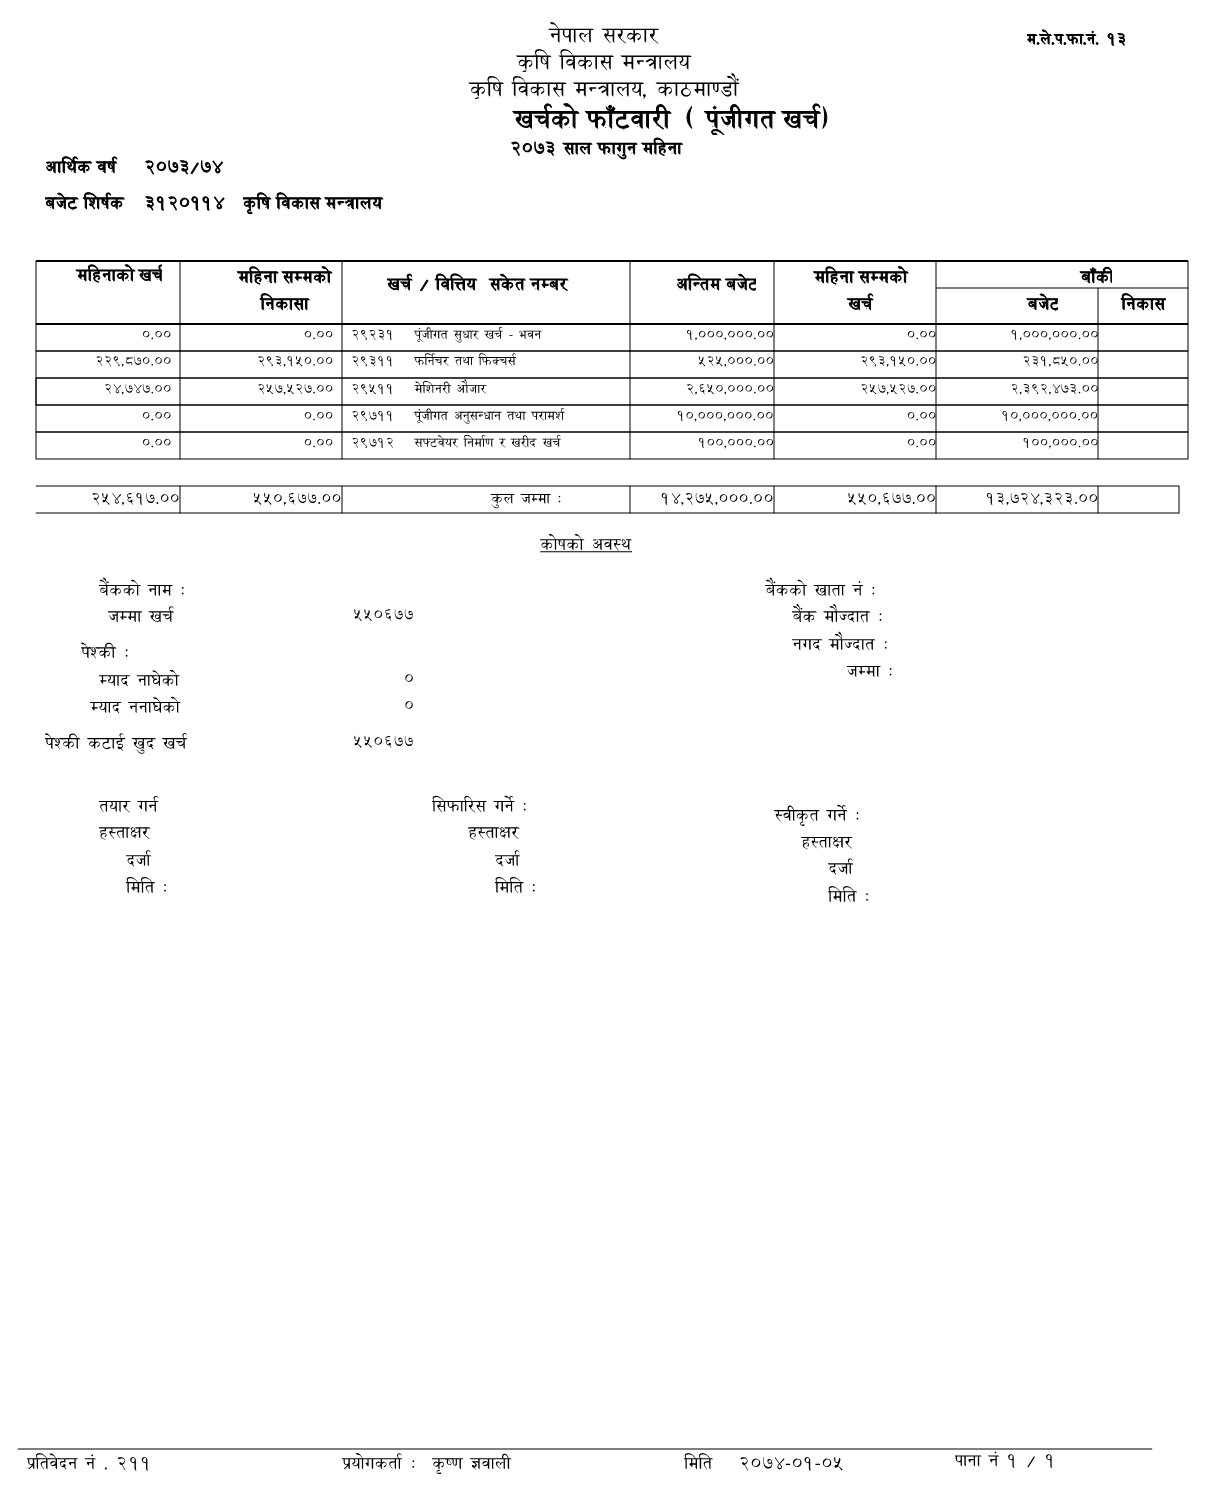 नेपाल सरकार
म.ले.प.फा.नं. १३
कृषि विकास मन्त्रालय
कृषि विकास मन्त्रालय, काठमाण्डौं
खर्चको फाँटवारी ( पूंजीगत खर्च)
२०७३ साल फागुन महिना
आर्थिक वर्ष २०७३/७४
बजेट शिर्षक ३१२०११४ कृषि विकास मन्त्रालय
महिनाको खर्च महिना सम्मको निकासा खर्च / वित्तिय सकेत नम्बर अन्तिम बजेट महिना सम्मको खर्च बाँकी
बजेट निकास
०.०० ०.०० २९२३१ पूंजीगत सुधार खर्च - भवन १,०००,०००.०० ०.०० १,०००,०००.००
२२९,८७०.०० २९३,१५०.०० २९३११ फर्निचर तथा फिक्चर्स ५२५,०००.०० २९३,१५०.०० २३१,८५०.००
२४,७४७.०० २५७,५२७.०० २९५११ मेशिनरी औजार २,६५०,०००.०० २५७,५२७.०० २,३९२,४७३.००
०.०० ०.०० २९७११ पूंजीगत अनुसन्धान तथा परामर्श १०,०००,०००.०० ०.०० १०,०००,०००.००
०.०० ०.०० २९७१२ सफ्टवेयर निर्माण र खरीद खर्च १००,०००.०० ०.०० १००,०००.००
२५४,६१७.०० ५५०,६७७.०० कुल जम्मा : १४,२७५,०००.०० ५५०,६७७.०० १३,७२४,३२३.००
कोषको अवस्थ
बैंकको नाम : बैंकको खाता नं :
जम्मा खर्च ५५०६७७ बैंक मौज्दात :
पेश्की : नगद मौज्दात :
म्याद नाघेको ० जम्मा :
म्याद ननाघेको ०
पेश्की कटाई खुद खर्च ५५०६७७
तयार गर्न सिफारिस गर्ने : स्वीकृत गर्ने :
हस्ताक्षर हस्ताक्षर हस्ताक्षर
दर्जा दर्जा दर्जा
मिति : मिति : मिति :
प्रतिवेदन नं . २११ प्रयोगकर्ता : कृष्ण ज्ञवाली मिति २०७४-०१-०५ पाना नं १ / १